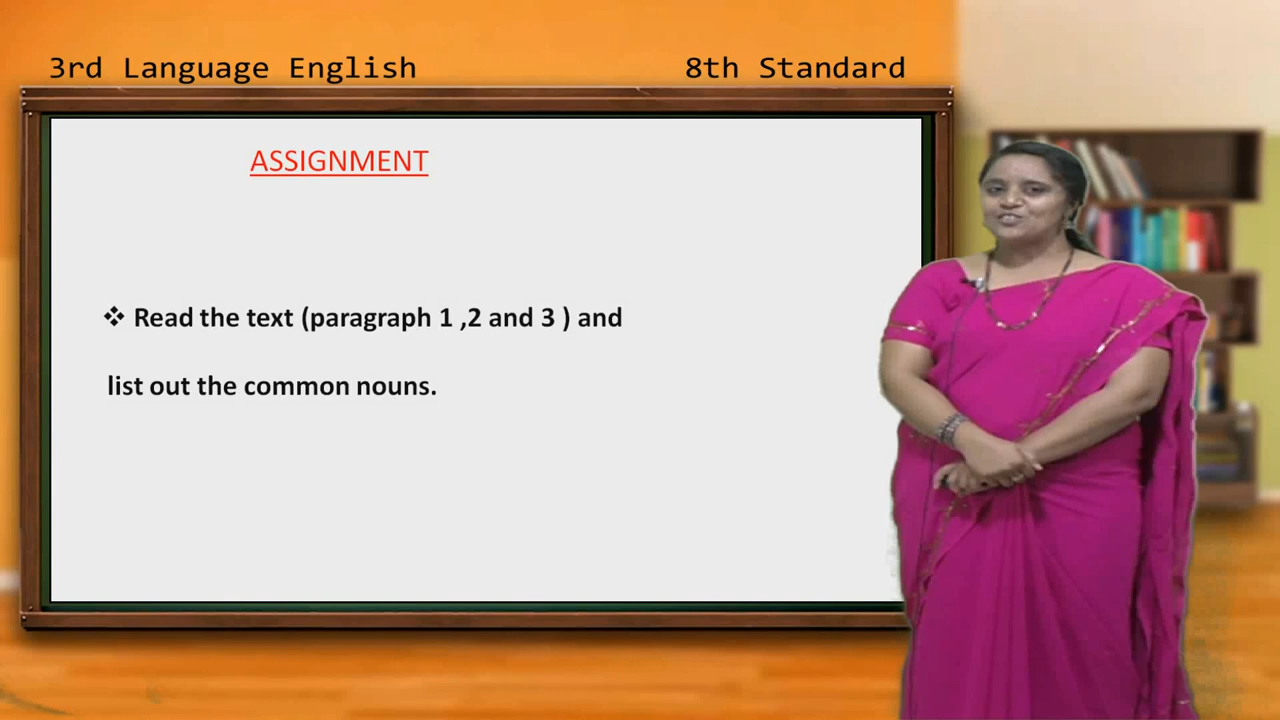 3rd Language English
8th Standard
ASSIGNMENT
❖ Read the text (paragraph 1 ,2 and 3 ) and
list out the common nouns.